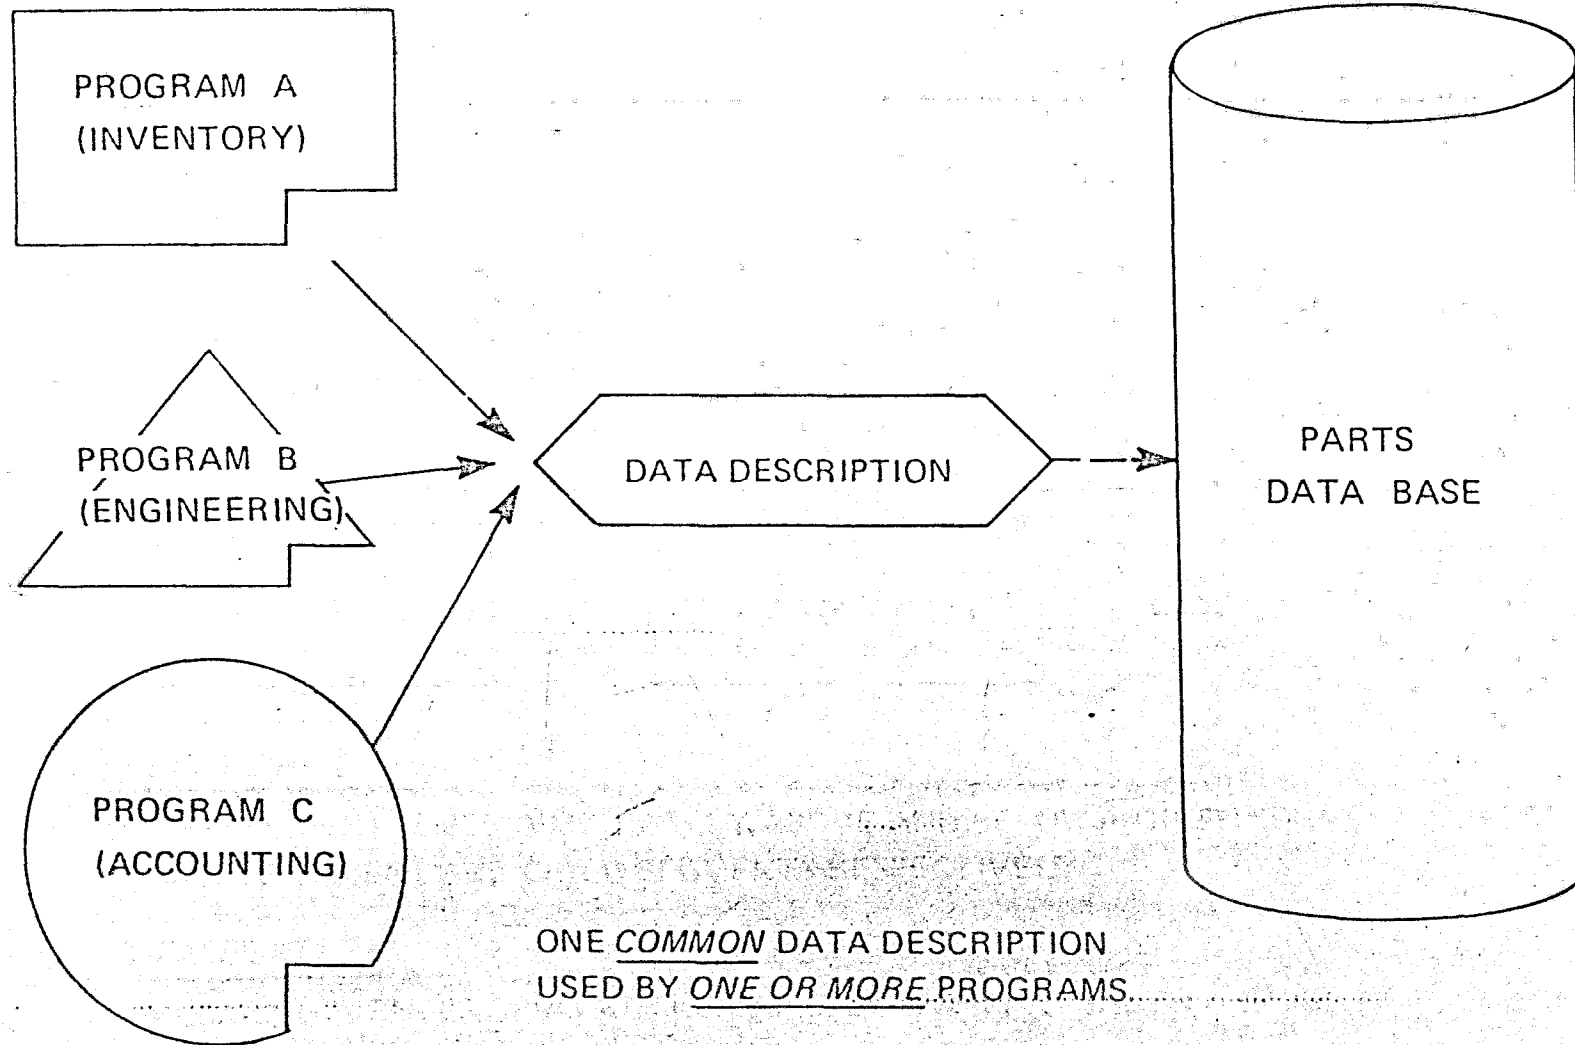 PROGRAM A
(INVENTORY)
PROGRAM B
(ENGINEERING)
PROGRAM C
(ACCOUNTING)
DATA DESCRIPTION
PARTS
DATA BASE
ONE COMMON DATA DESCRIPTION
USED BY ONE OR MORE PROGRAMS